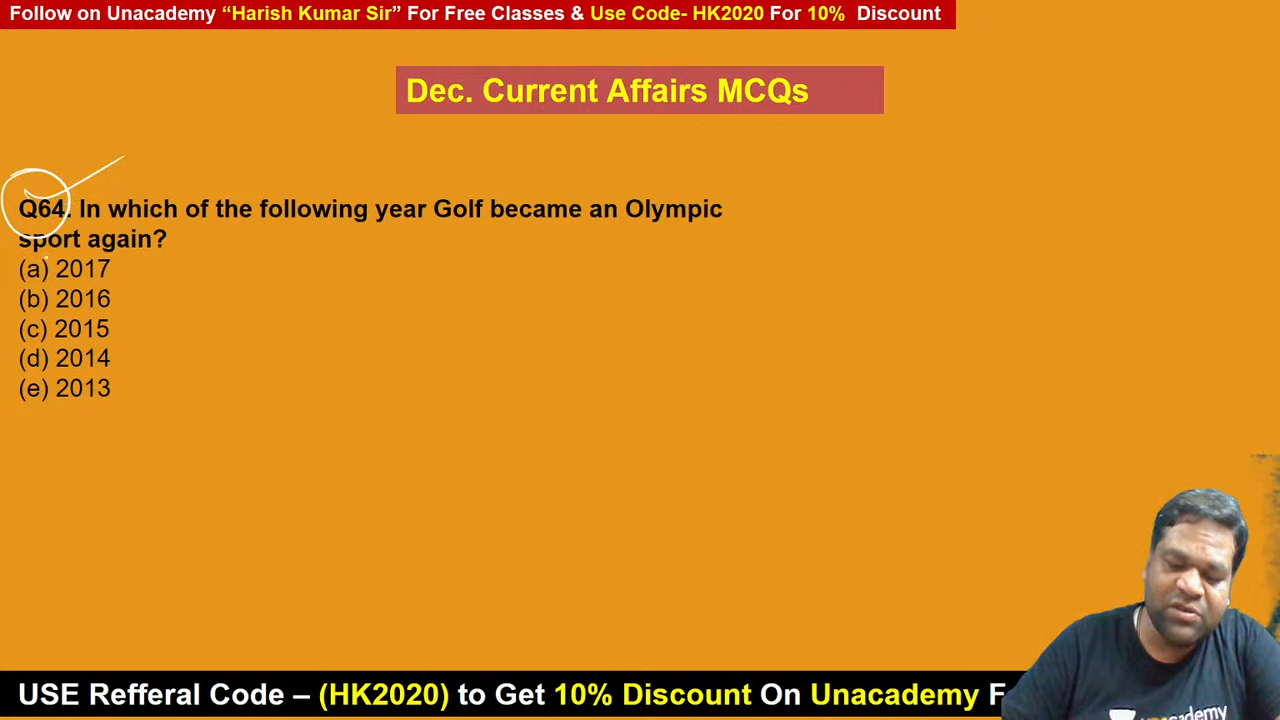 Follow on Unacademy “Harish Kumar Sir” For Free Classes & Use Code- HK2020 For 10% Discount
Dec. Current Affairs MCQs
Q64. In which of the following year Golf became an Olympic
sport again?
(a) 2017
(b) 2016
(c) 2015
(d) 2014
(e) 2013
USE Refferal Code – (HK2020) to Get 10% Discount On Unacademy F
unacademy